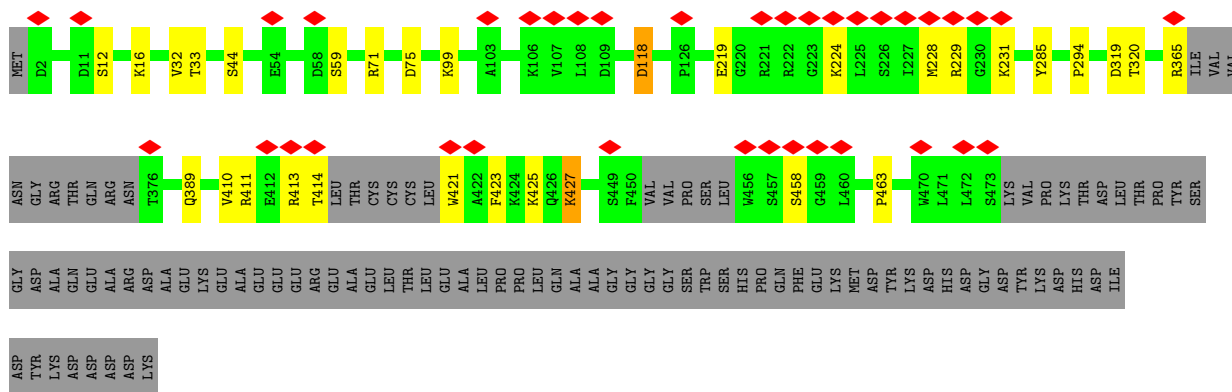 MET D2 D11 S12 K16 V32 T33 S44 E54 D58 S59 R71 D75 K99 A103 K106 V107 L108 D109 D118 P126 E219 G220 R221 R222 G223 K224 L225 S226 I227 M228 R229 G230 K231 Y285 P294 D319 T320 R365 ILE VAL VAL
ASN GLY ARG THR GLN ARG ASN T376 Q389 V410 R411 E412 R413 T414 LEU THR CYS CYS CYS LEU W421 A422 F423 K424 K425 Q426 K427 S449 F450 VAL VAL PRO SER LEU W456 S457 S458 G459 L460 P463 W470 L471 L472 S473 LYS VAL PRO LYS THR ASP LEU THR PRO TYR SER
GLY ASP ALA GLN GLU ALA ARG ASP ALA GLU LYS GLU ALA GLU GLU GLU ARG GLU ALA GLU LEU THR LEU GLU ALA LEU PRO PRO LEU GLN ALA ALA GLY GLY GLY GLY SER TRP SER HIS PRO GLN PHE GLU LYS MET ASP TYR LYS ASP HIS ASP GLY ASP TYR LYS ASP HIS ASP ILE
ASP TYR LYS ASP ASP ASP ASP LYS